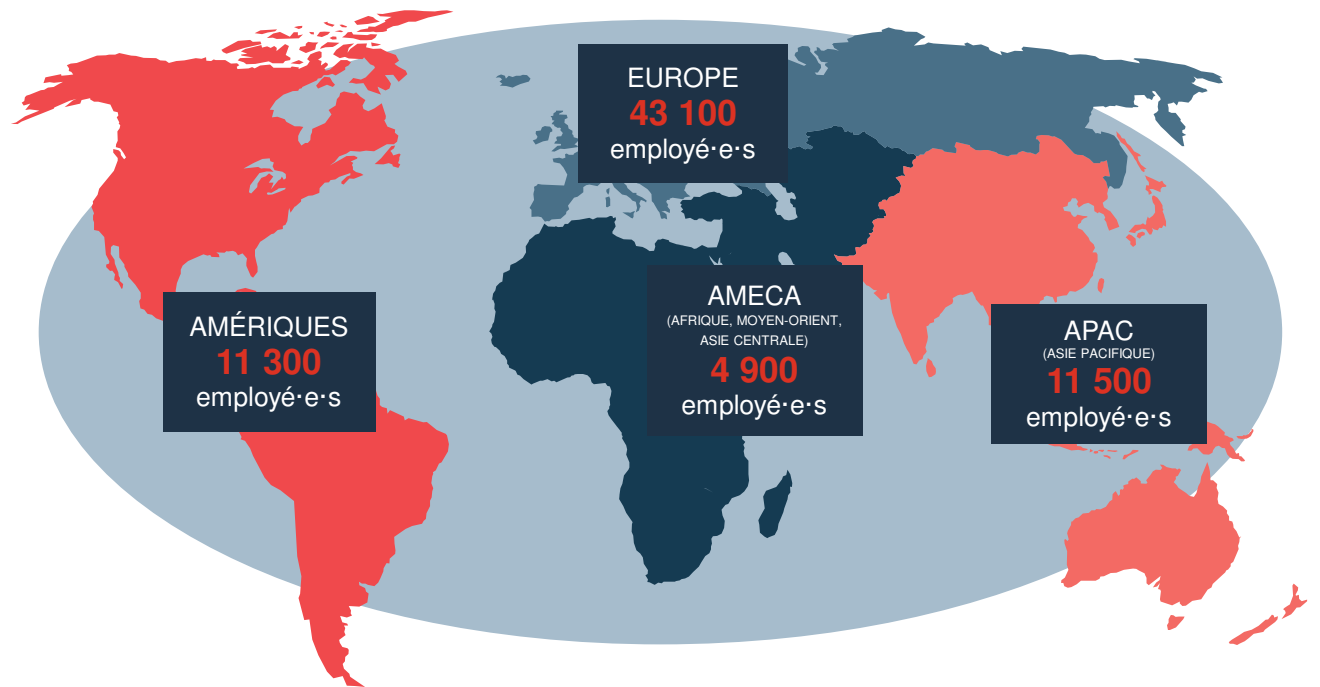 EUROPE
43 100
employé·e·s
AMECA
(AFRIQUE, MOYEN-ORIENT,
ASIE CENTRALE)
4 900
employé·e·s
AMÉRIQUES
11 300
employé·e·s
APAC
(ASIE PACIFIQUE)
11 500
employé·e·s